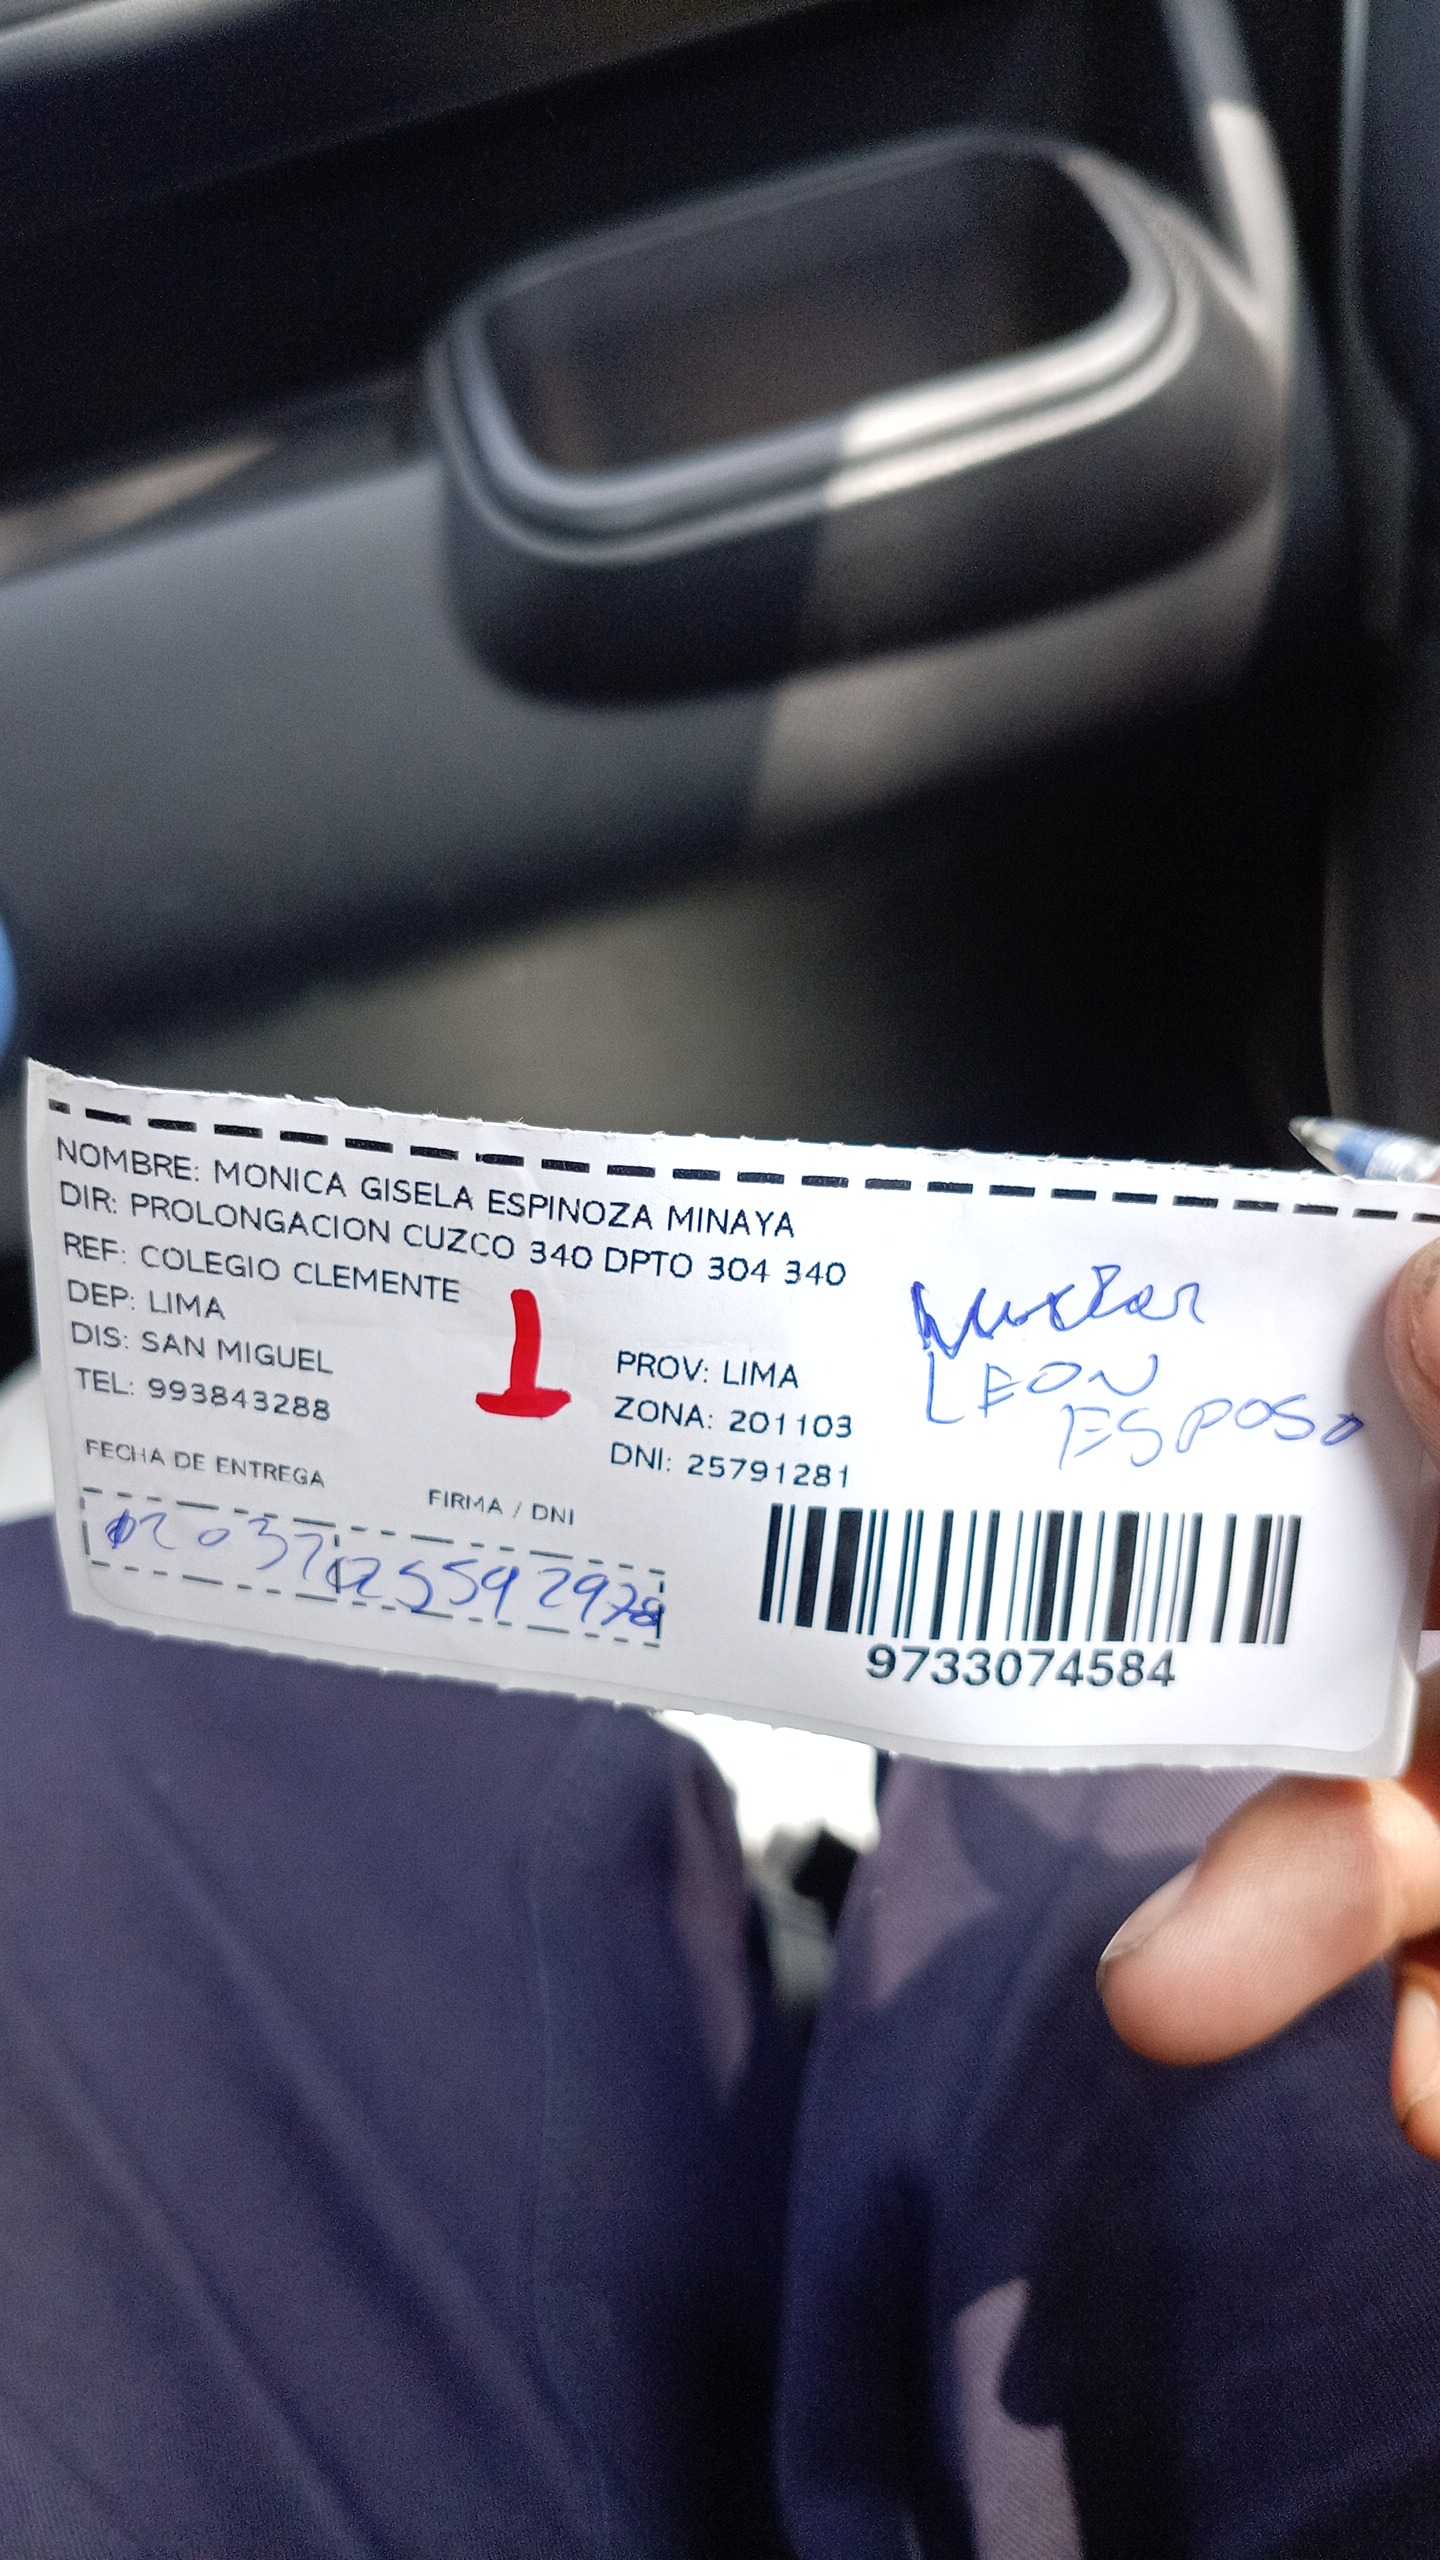 NOMBRE: MONICA GISELA ESPINOZA MINAYA
DIR: PROLONGACION CUZCO 340 DPTO 304 340
REF: COLEGIO CLEMENTE
DEP: LIMA
DIS: SAN MIGUEL
TEL: 993843288
1
PROV: LIMA
ZONA: 201103
DNI: 25791281
LEON
ESPOSO
FECHA DE ENTREGA
FIRMA / DNI
9733074584